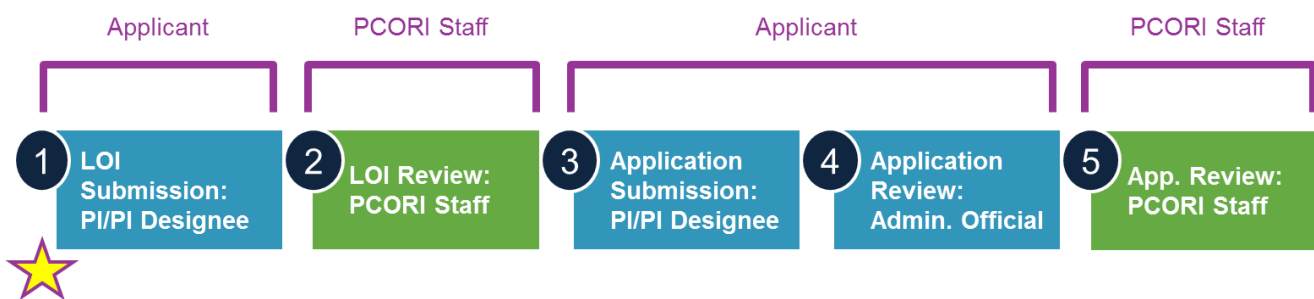 Applicant
PCORI Staff
Applicant
PCORI Staff
1
LOI
Submission:
PI/PI Designee
2
LOI Review:
PCORI Staff
3
Application
Submission:
PI/PI Designee
4
Application
Review:
Admin. Official
5
App. Review:
PCORI Staff